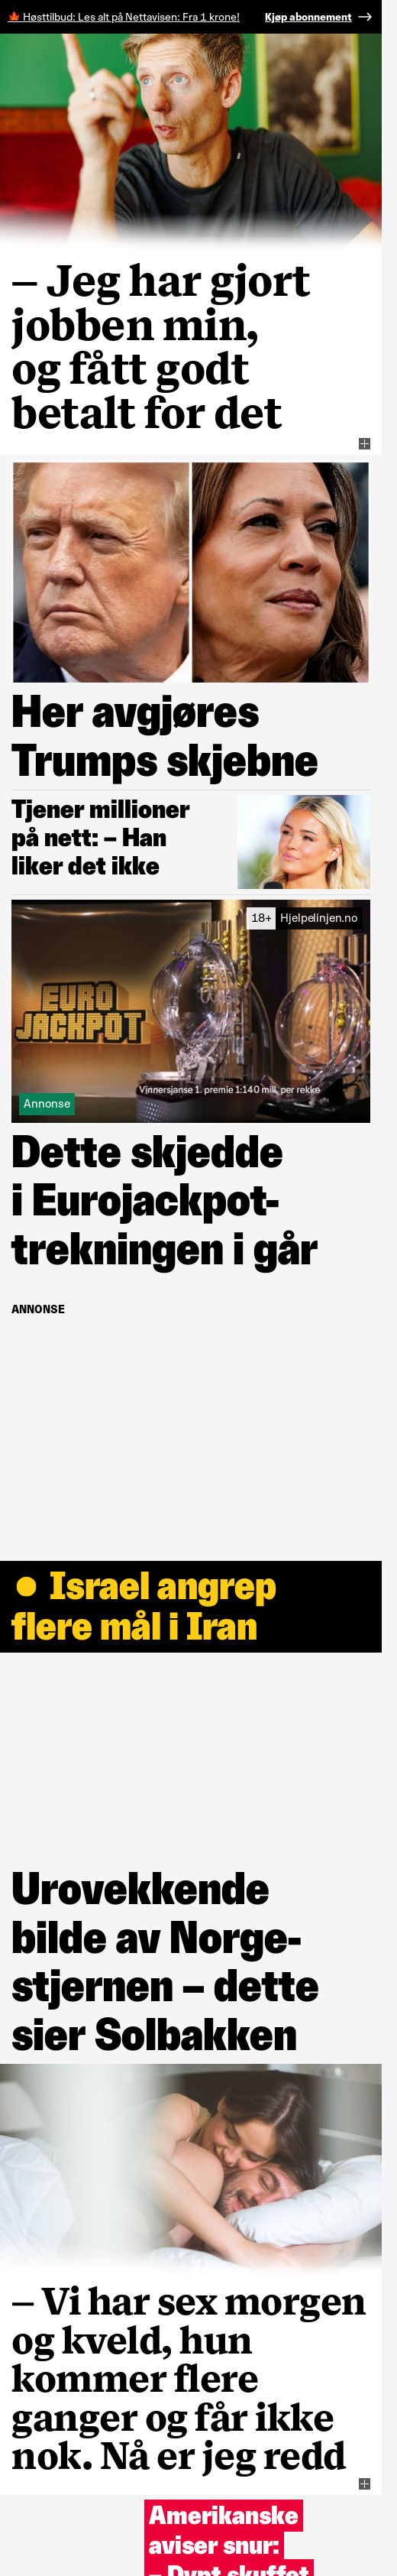 🍁 Høsttilbud: Les alt på Nettavisen: Fra 1 krone! Kjøp abonnement →
– Jeg har gjort
jobben min,
og fått godt
betalt for det
Her avgjøres
Trumps skjebne
Tjener millioner
på nett: – Han
liker det ikke
18+ Hjelpelinjen.no
EURO
JACKPOT
Vinnersjanse 1. premie 1:140 mill. per rekke
Annonse
Dette skjedde
i Eurojackpot-
trekningen i går
ANNONSE
● Israel angrep
flere mål i Iran
Urovekkende
bilde av Norge-
stjernen – dette
sier Solbakken
– Vi har sex morgen
og kveld, hun
kommer flere
ganger og får ikke
nok. Nå er jeg redd
Amerikanske
aviser snur:
– Dypt skuffet